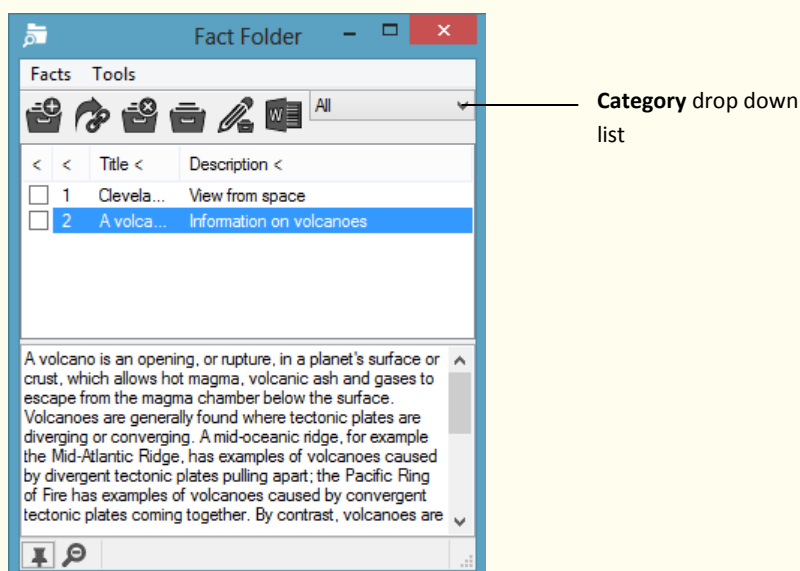 Fact Folder
Facts Tools
All
Category drop down
list
< < Title < Description <
1 Clevela... View from space
2 A volca... Information on volcanoes
A volcano is an opening, or rupture, in a planet's surface or
crust, which allows hot magma, volcanic ash and gases to
escape from the magma chamber below the surface.
Volcanoes are generally found where tectonic plates are
diverging or converging. A mid-oceanic ridge, for example
the Mid-Atlantic Ridge, has examples of volcanoes caused
by divergent tectonic plates pulling apart; the Pacific Ring
of Fire has examples of volcanoes caused by convergent
tectonic plates coming together. By contrast, volcanoes are